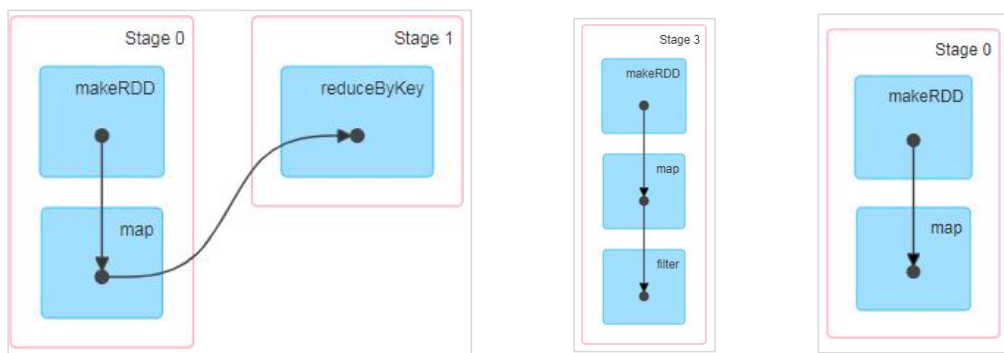 Stage 0
makeRDD
map
Stage 1
reduceByKey
Stage 3
makeRDD
map
filter
Stage 0
makeRDD
map